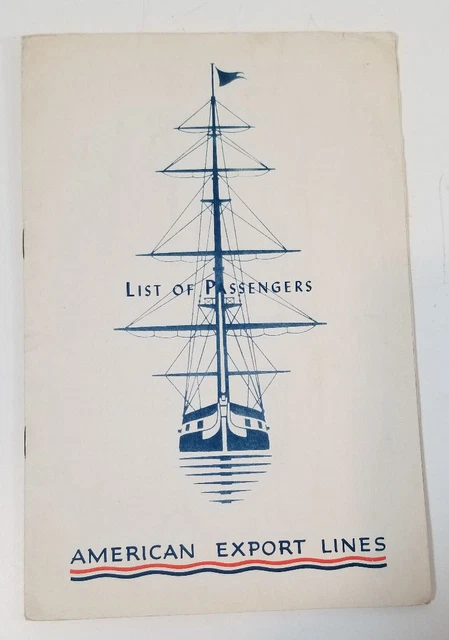 LIST OF PASSENGERS
AMERICAN EXPORT LINES